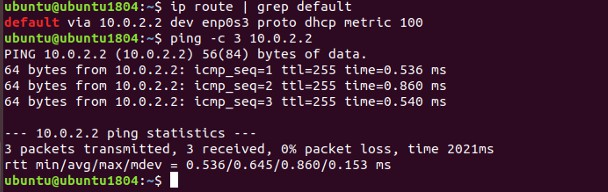 ubuntu@ubuntu1804:~$ ip route | grep default
default via 10.0.2.2 dev enp0s3 proto dhcp metric 100
ubuntu@ubuntu1804:~$ ping -c 3 10.0.2.2
PING 10.0.2.2 (10.0.2.2) 56(84) bytes of data.
64 bytes from 10.0.2.2: icmp_seq=1 ttl=255 time=0.536 ms
64 bytes from 10.0.2.2: icmp_seq=2 ttl=255 time=0.860 ms
64 bytes from 10.0.2.2: icmp_seq=3 ttl=255 time=0.540 ms

--- 10.0.2.2 ping statistics ---
3 packets transmitted, 3 received, 0% packet loss, time 2021ms
rtt min/avg/max/mdev = 0.536/0.645/0.860/0.153 ms
ubuntu@ubuntu1804:~$